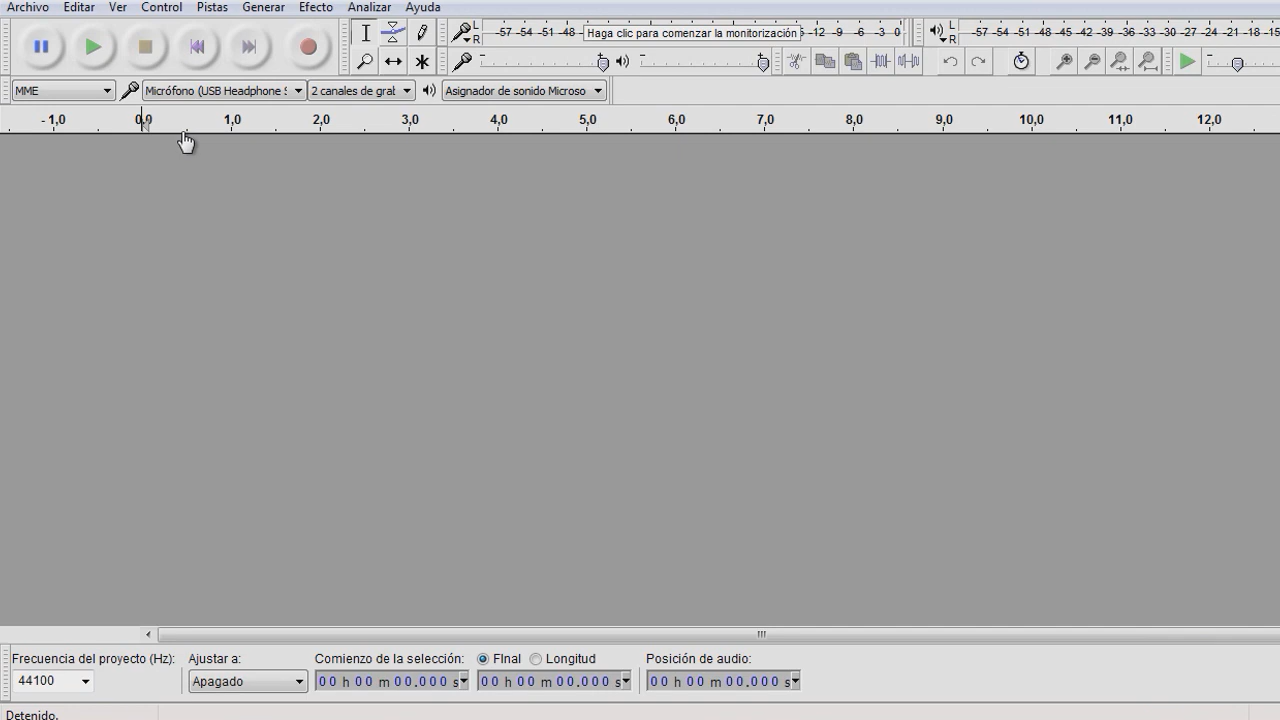 Archivo Editar Ver Control Pistas Generar Efecto Analizar Ayuda
L -57 -54 -51 -48 Haga clic para comenzar la monitorización -12 -9 -6 -3 0 L -57 -54 -51 -48 -45 -42 -39 -36 -33 -30 -27 -24 -21 -18 -15
R R
MME Micrófono (USB Headphone S 2 canales de gral Asignador de sonido Microso
- 1,0 0,0 1,0 2,0 3,0 4,0 5,0 6,0 7,0 8,0 9,0 10,0 11,0 12,0
Frecuencia del proyecto (Hz): Ajustar a: Comienzo de la selección: FInal Longitud Posición de audio:
44100 Apagado 00 h 00 m 00.000 s 00 h 00 m 00.000 s 00 h 00 m 00.000 s
Detenido.